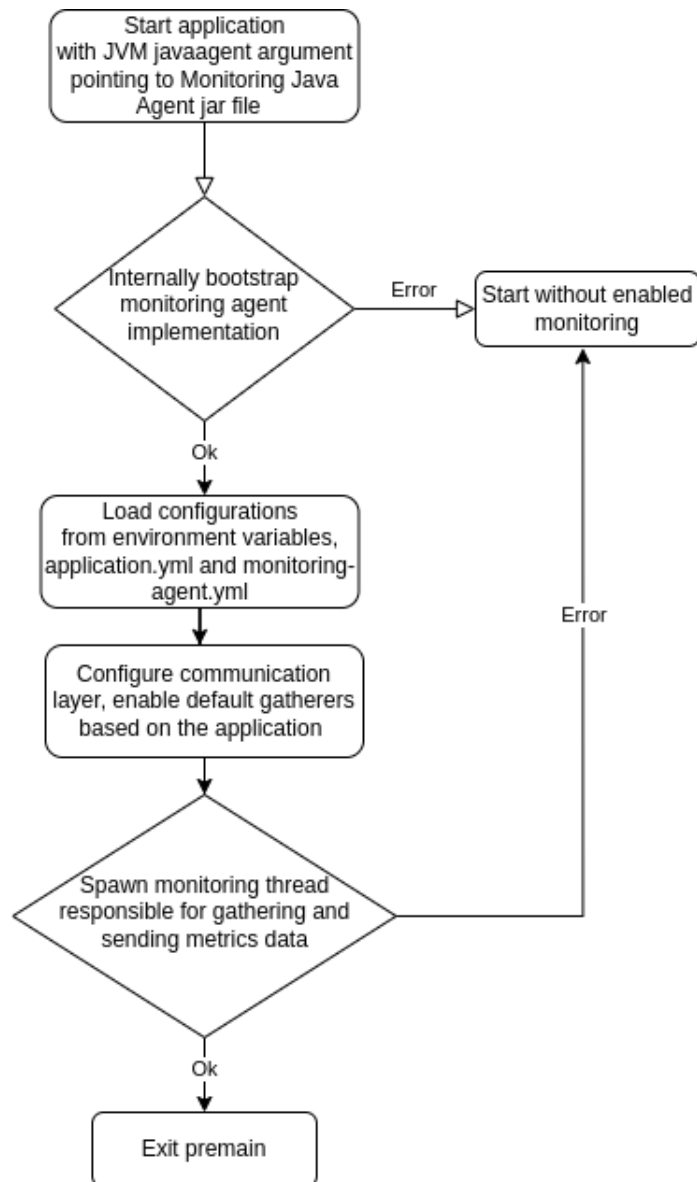 Start application
with JVM javaagent argument
pointing to Monitoring Java
Agent jar file
Internally bootstrap
monitoring agent
implementation
Error
Start without enabled
monitoring
Ok
Load configurations
from environment variables,
application.yml and monitoring-
agent.yml
Error
Configure communication
layer, enable default gatherers
based on the application
Spawn monitoring thread
responsible for gathering and
sending metrics data
Ok
Exit premain